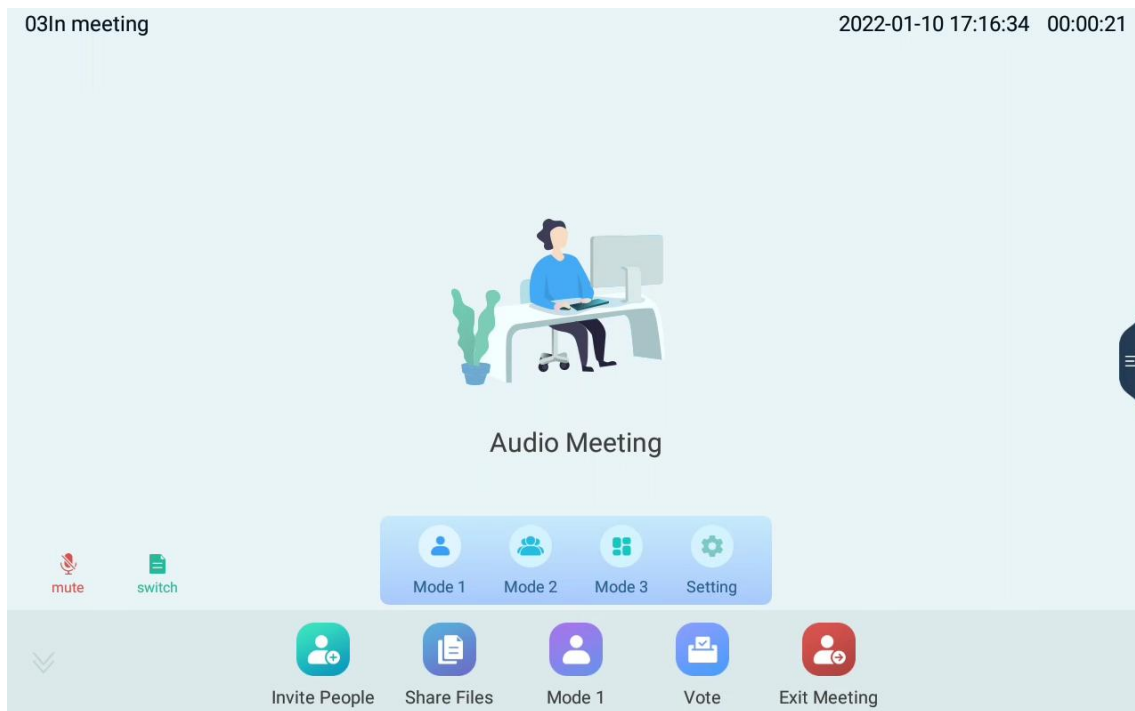 03In meeting
2022-01-10 17:16:34 00:00:21
Audio Meeting
mute
switch
Mode 1
Mode 2
Mode 3
Setting
Invite People
Share Files
Mode 1
Vote
Exit Meeting